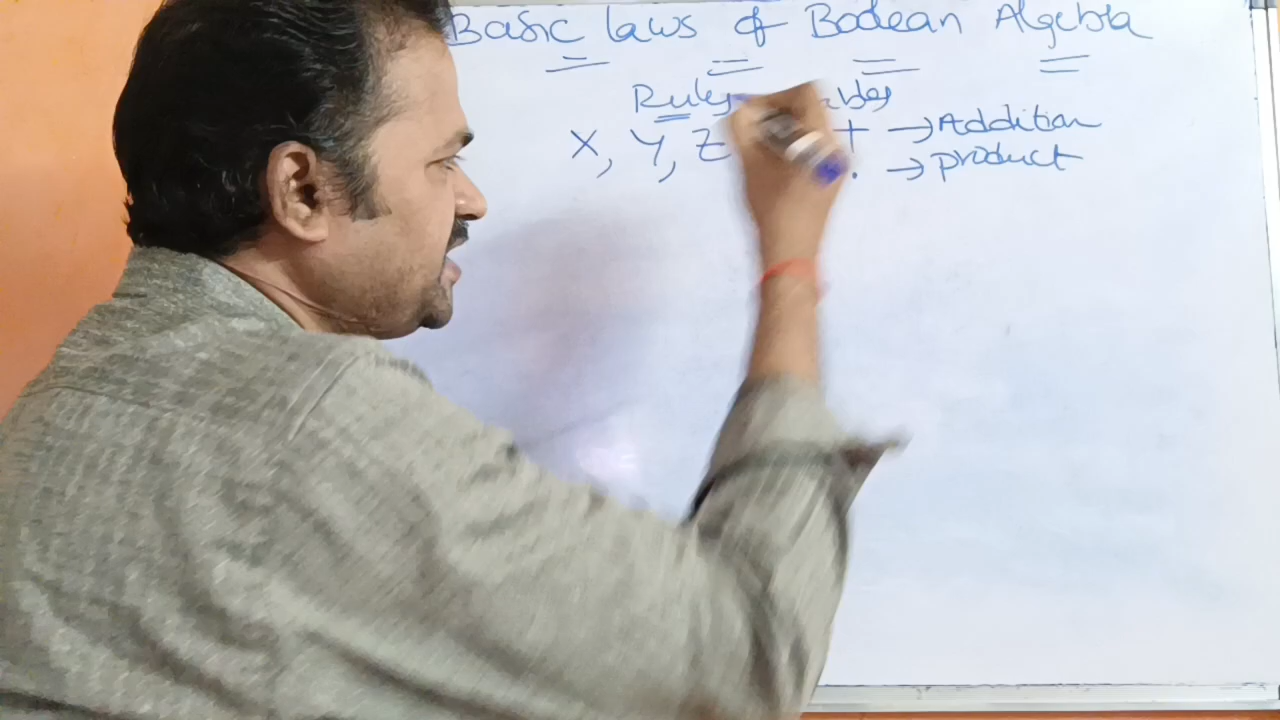 Basic laws of Boolean Algebra
Rules
X, Y, Z + → Addition
. → product